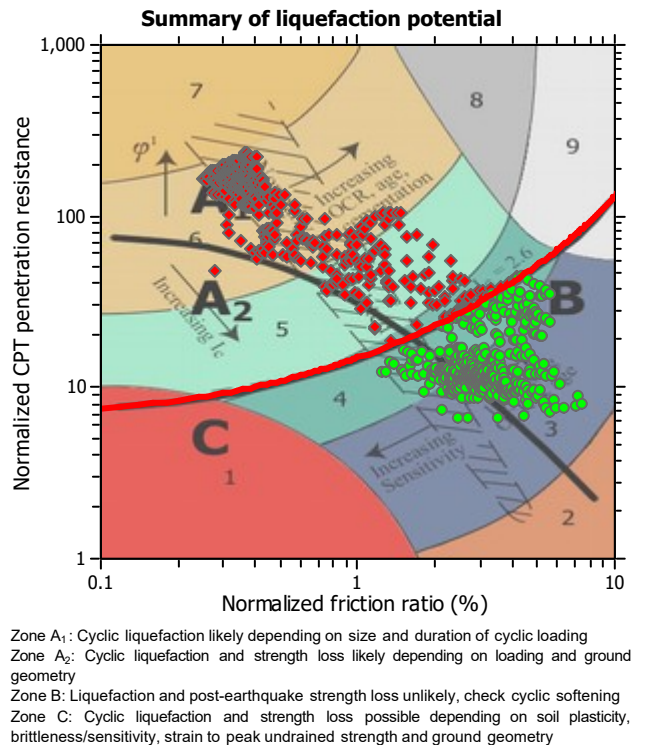 Summary of liquefaction potential
1,000
7
8
9
φ'
Increasing
OCR, age,
cementation
100
A1
6
= 2.6
A2
B
Increasing Ic
5
10
4
C
Increasing
Sensitivity
3
1
2
1
0.1
1
10
Normalized CPT penetration resistance
Normalized friction ratio (%)
Zone A1: Cyclic liquefaction likely depending on size and duration of cyclic loading
Zone A2: Cyclic liquefaction and strength loss likely depending on loading and ground
geometry
Zone B: Liquefaction and post-earthquake strength loss unlikely, check cyclic softening
Zone C: Cyclic liquefaction and strength loss possible depending on soil plasticity,
brittleness/sensitivity, strain to peak undrained strength and ground geometry